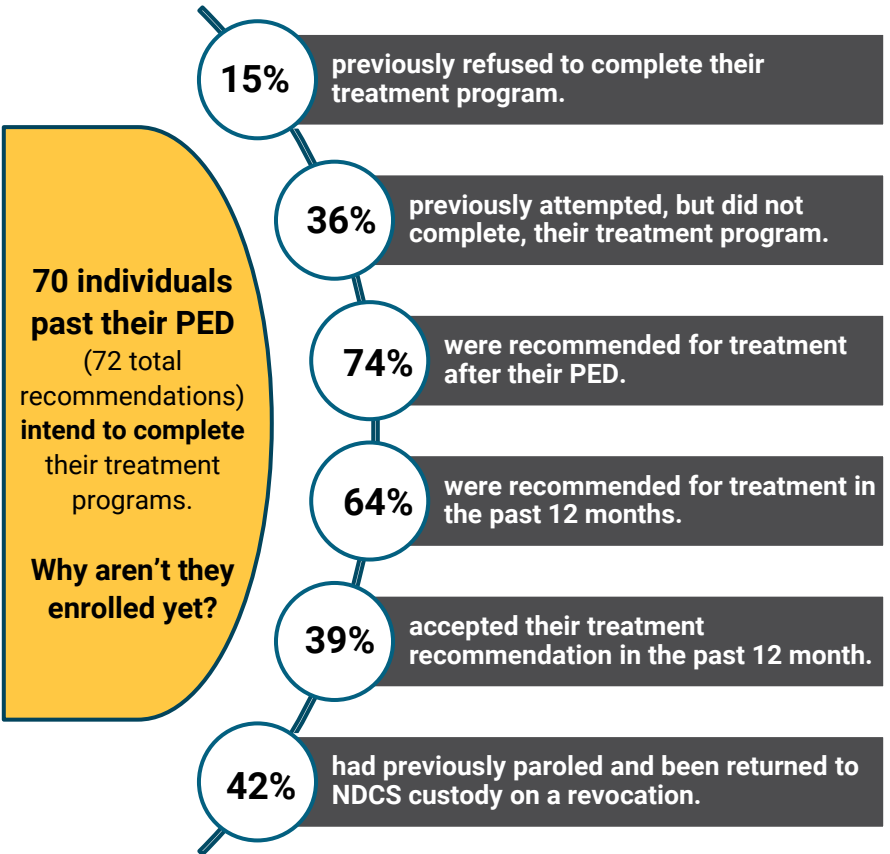 70 individuals
past their PED
(72 total
recommendations)
intend to complete
their treatment
programs.
Why aren't they
enrolled yet?
15%
previously refused to complete their
treatment program.
36%
previously attempted, but did not
complete, their treatment program.
74%
were recommended for treatment
after their PED.
64%
were recommended for treatment in
the past 12 months.
39%
accepted their treatment
recommendation in the past 12 month.
42%
had previously paroled and been returned to
NDCS custody on a revocation.